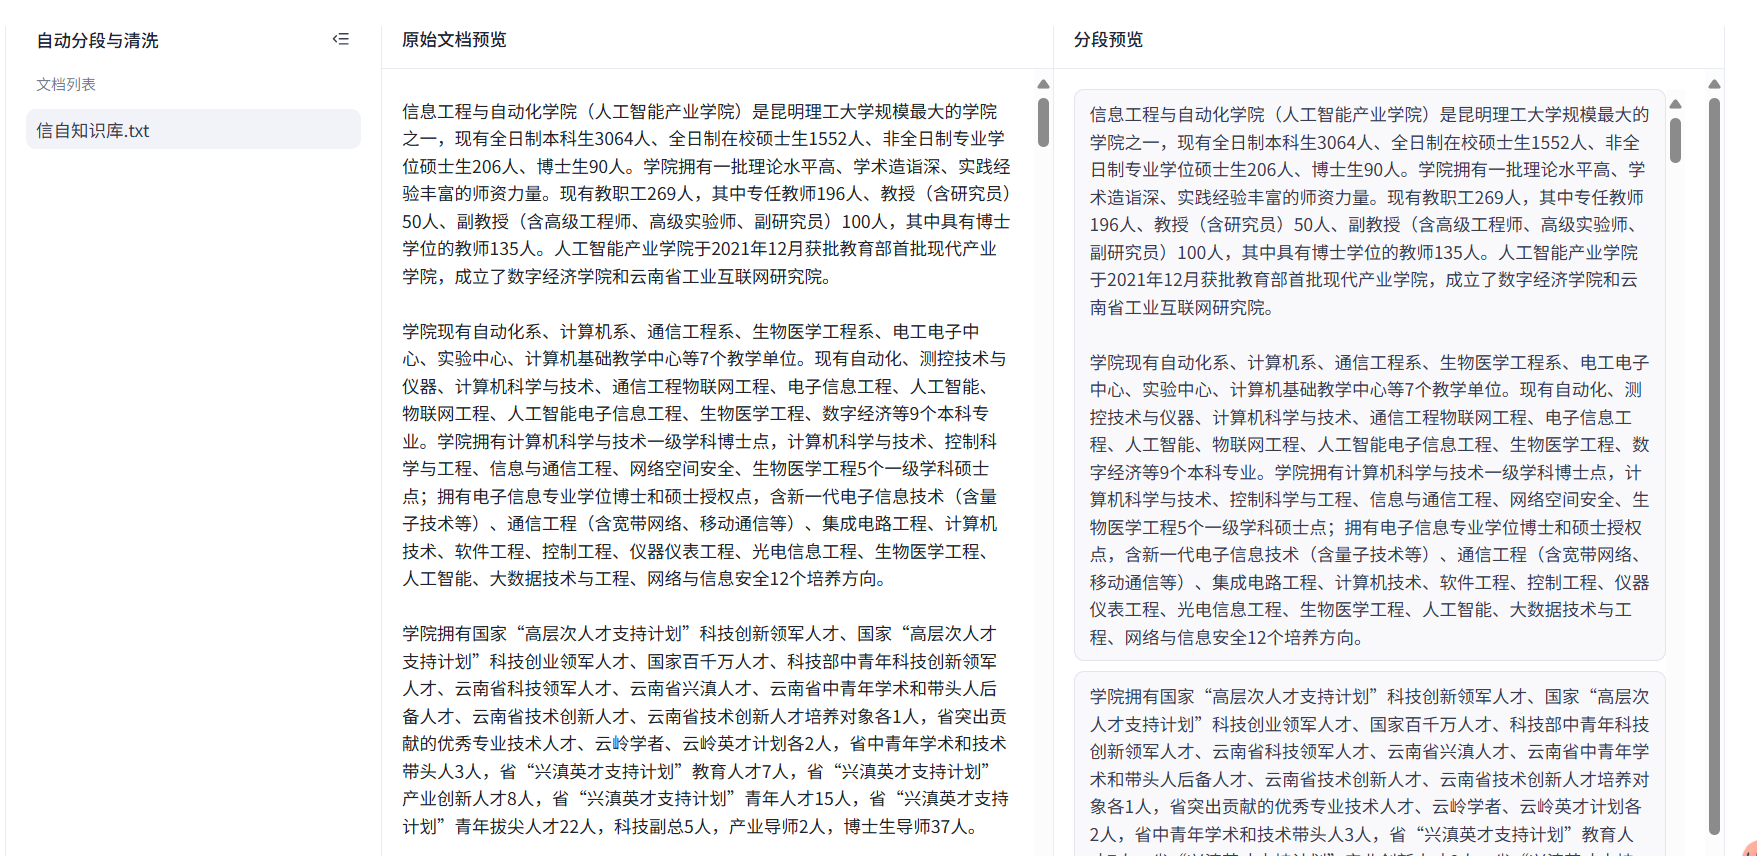 自动分段与清洗
文档列表
信自知识库.txt
原始文档预览
信息工程与自动化学院（人工智能产业学院）是昆明理工大学规模最大的学院
之一，现有全日制本科生3064人、全日制在校硕士生1552人、非全日制专业学
位硕士生206人、博士生90人。学院拥有一批理论水平高、学术造诣深、实践经
验丰富的师资力量。现有教职工269人，其中专任教师196人、教授（含研究员）
50人、副教授（含高级工程师、高级实验师、副研究员）100人，其中具有博士
学位的教师135人。人工智能产业学院于2021年12月获批教育部首批现代产业
学院，成立了数字经济学院和云南省工业互联网研究院。
学院现有自动化系、计算机系、通信工程系、生物医学工程系、电工电子中
心、实验中心、计算机基础教学中心等7个教学单位。现有自动化、测控技术与
仪器、计算机科学与技术、通信工程物联网工程、电子信息工程、人工智能、
物联网工程、人工智能电子信息工程、生物医学工程、数字经济等9个本科专
业。学院拥有计算机科学与技术一级学科博士点，计算机科学与技术、控制科
学与工程、信息与通信工程、网络空间安全、生物医学工程5个一级学科硕士
点；拥有电子信息专业学位博士和硕士授权点，含新一代电子信息技术（含量
子技术等）、通信工程（含宽带网络、移动通信等）、集成电路工程、计算机
技术、软件工程、控制工程、仪器仪表工程、光电信息工程、生物医学工程、
人工智能、大数据技术与工程、网络与信息安全12个培养方向。
学院拥有国家“高层次人才支持计划”科技创新领军人才、国家“高层次人才
支持计划”科技创业领军人才、国家百千万人才、科技部中青年科技创新领军
人才、云南省科技领军人才、云南省兴滇人才、云南省中青年学术和带头人后
备人才、云南省技术创新人才、云南省技术创新人才培养对象各1人，省突出贡
献的优秀专业技术人才、云岭学者、云岭英才计划各2人，省中青年学术和技术
带头人3人，省“兴滇英才支持计划”教育人才7人，省“兴滇英才支持计划”
产业创新人才8人，省“兴滇英才支持计划”青年人才15人，省“兴滇英才支持
计划”青年拔尖人才22人，科技副总5人，产业导师2人，博士生导师37人。
分段预览
信息工程与自动化学院（人工智能产业学院）是昆明理工大学规模最大的
学院之一，现有全日制本科生3064人、全日制在校硕士生1552人、非全
日制专业学位硕士生206人、博士生90人。学院拥有一批理论水平高、学
术造诣深、实践经验丰富的师资力量。现有教职工269人，其中专任教师
196人、教授（含研究员）50人、副教授（含高级工程师、高级实验师、
副研究员）100人，其中具有博士学位的教师135人。人工智能产业学院
于2021年12月获批教育部首批现代产业学院，成立了数字经济学院和云
南省工业互联网研究院。
学院现有自动化系、计算机系、通信工程系、生物医学工程系、电工电子
中心、实验中心、计算机基础教学中心等7个教学单位。现有自动化、测
控技术与仪器、计算机科学与技术、通信工程物联网工程、电子信息工
程、人工智能、物联网工程、人工智能电子信息工程、生物医学工程、数
字经济等9个本科专业。学院拥有计算机科学与技术一级学科博士点，计
算机科学与技术、控制科学与工程、信息与通信工程、网络空间安全、生
物医学工程5个一级学科硕士点；拥有电子信息专业学位博士和硕士授权
点，含新一代电子信息技术（含量子技术等）、通信工程（含宽带网络、
移动通信等）、集成电路工程、计算机技术、软件工程、控制工程、仪器
仪表工程、光电信息工程、生物医学工程、人工智能、大数据技术与工
程、网络与信息安全12个培养方向。
学院拥有国家“高层次人才支持计划”科技创新领军人才、国家“高层次
人才支持计划”科技创业领军人才、国家百千万人才、科技部中青年科技
创新领军人才、云南省科技领军人才、云南省兴滇人才、云南省中青年学
术和带头人后备人才、云南省技术创新人才、云南省技术创新人才培养对
象各1人，省突出贡献的优秀专业技术人才、云岭学者、云岭英才计划各
2人，省中青年学术和技术带头人3人，省“兴滇英才支持计划”教育人